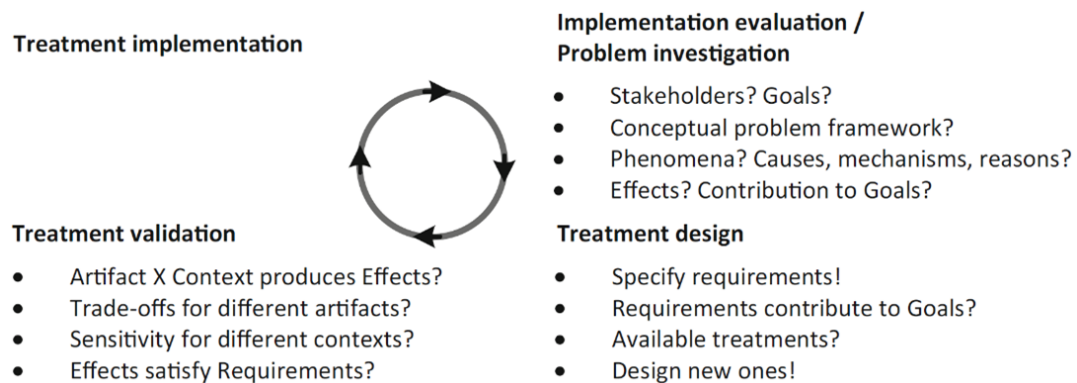 Treatment implementation
Implementation evaluation /
Problem investigation
• Stakeholders? Goals?
• Conceptual problem framework?
• Phenomena? Causes, mechanisms, reasons?
• Effects? Contribution to Goals?
Treatment validation
• Artifact X Context produces Effects?
• Trade-offs for different artifacts?
• Sensitivity for different contexts?
• Effects satisfy Requirements?
Treatment design
• Specify requirements!
• Requirements contribute to Goals?
• Available treatments?
• Design new ones!